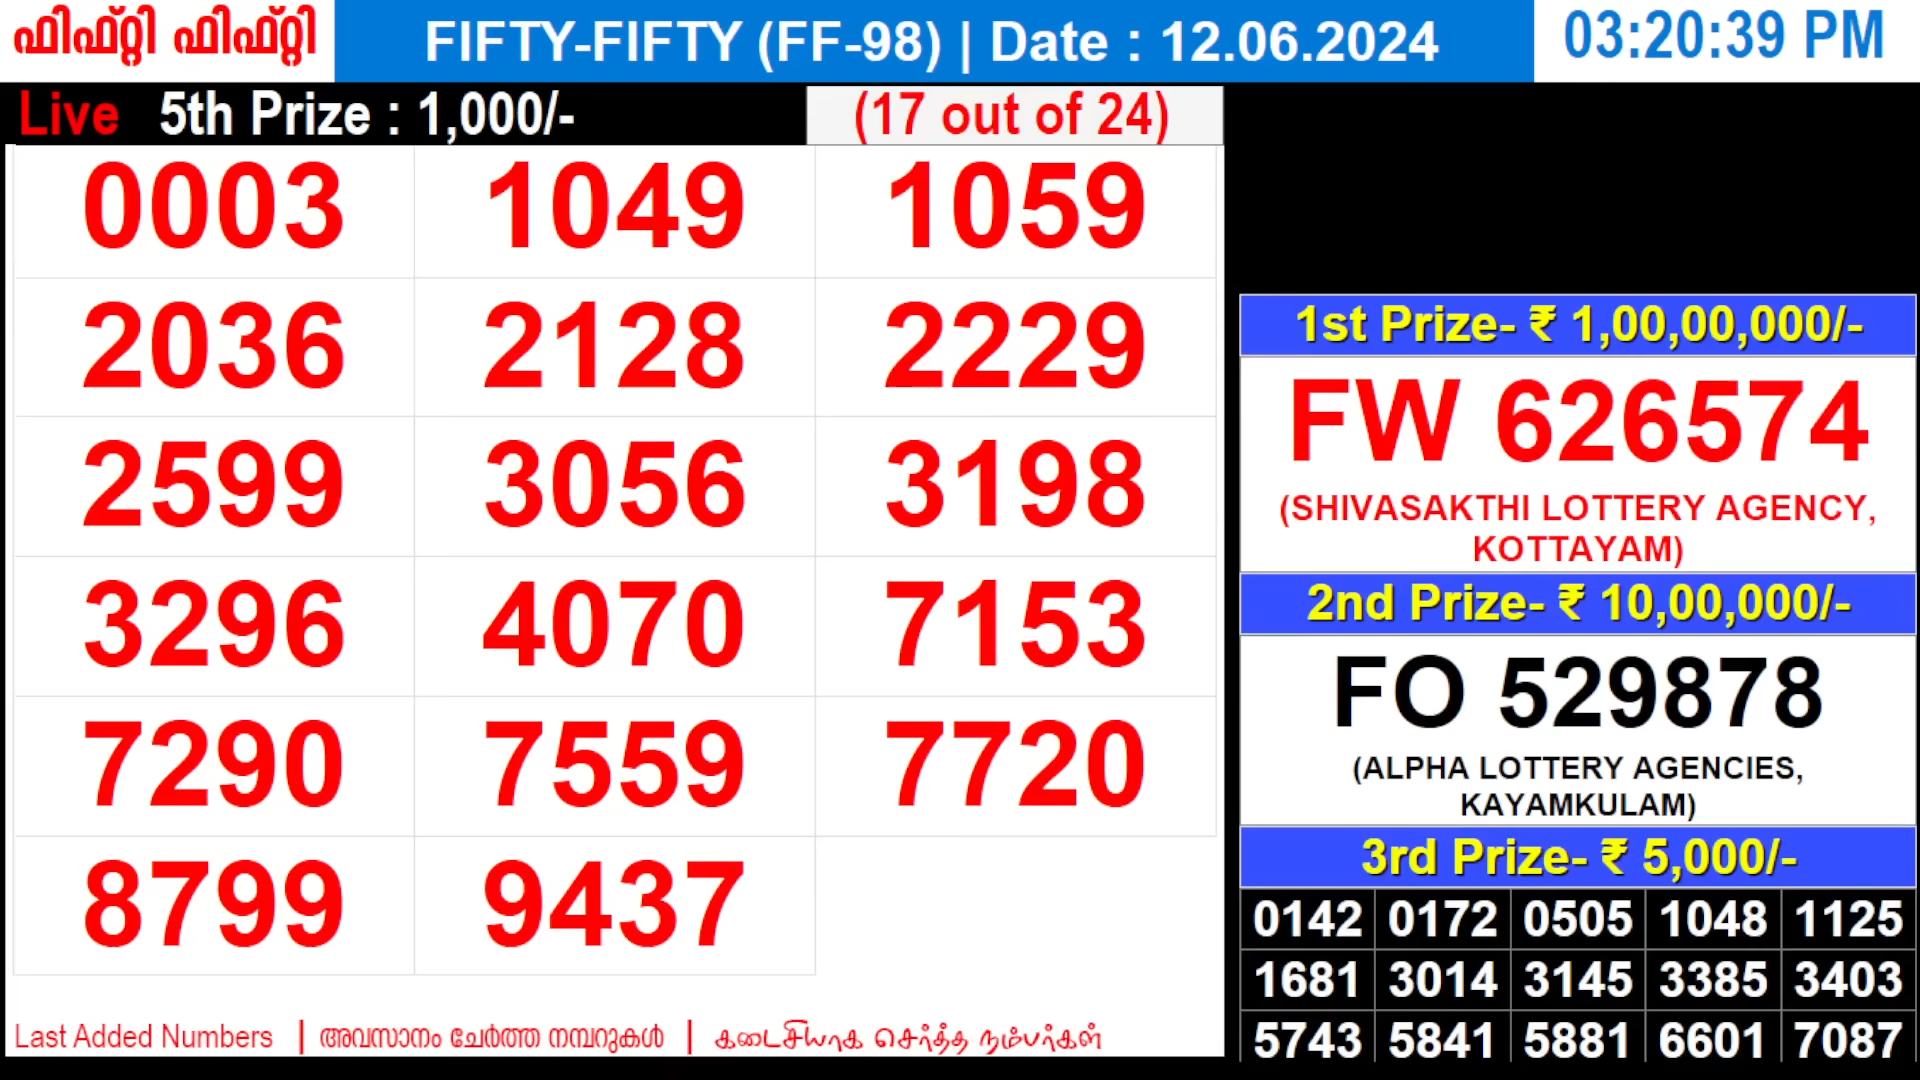 ഫിഫ്റ്റി ഫിഫ്റ്റി
FIFTY-FIFTY (FF-98) | Date : 12.06.2024
03:20:39 PM
Live 5th Prize : 1,000/-
(17 out of 24)
0003 1049 1059
2036 2128 2229
2599 3056 3198
3296 4070 7153
7290 7559 7720
8799 9437
Last Added Numbers | അവസാനം ചേർത്ത നമ്പറുകൾ | கடைசியாக சேர்த்த நம்பர்கள்
1st Prize- ₹ 1,00,00,000/-
FW 626574
(SHIVASAKTHI LOTTERY AGENCY,
KOTTAYAM)
2nd Prize- ₹ 10,00,000/-
FO 529878
(ALPHA LOTTERY AGENCIES,
KAYAMKULAM)
3rd Prize- ₹ 5,000/-
0142 0172 0505 1048 1125
1681 3014 3145 3385 3403
5743 5841 5881 6601 7087